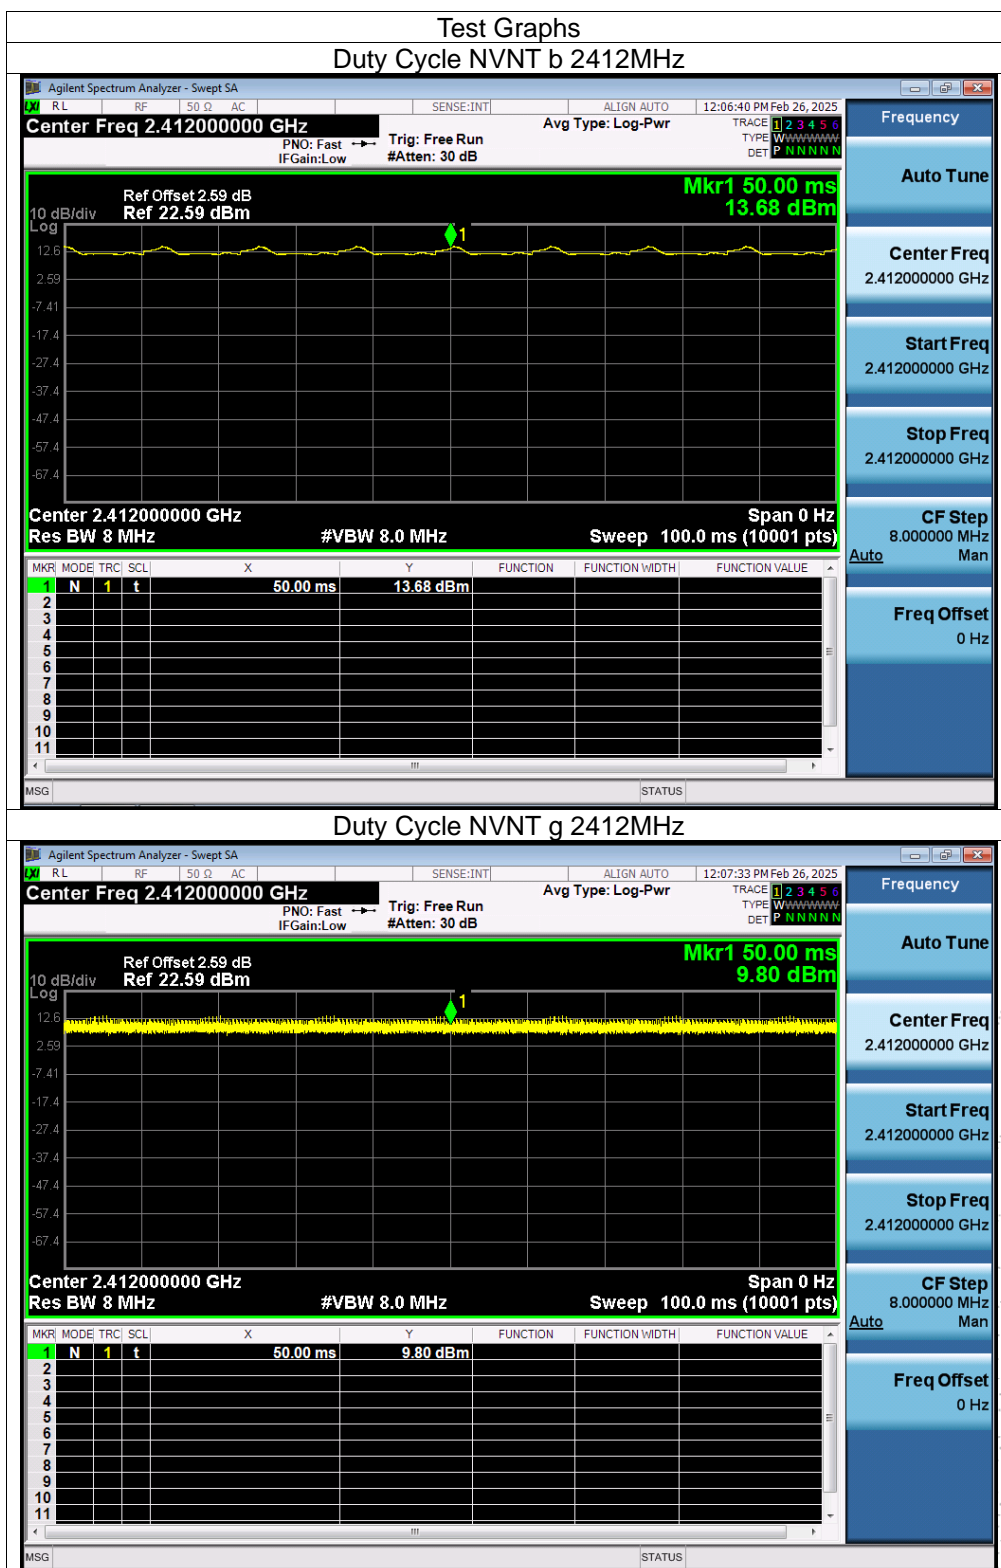 Test Graphs
Duty Cycle NVNT b 2412MHz
Agilent Spectrum Analyzer - Swept SA
LXI RL RF 50 Ω AC SENSE:INT ALIGN AUTO 12:06:40 PM Feb 26, 2025
Center Freq 2.412000000 GHz Avg Type: Log-Pwr TRACE 1 2 3 4 5 6
PNO: Fast Trig: Free Run TYPE WWWWWW
IFGain:Low #Atten: 30 dB DET P N N N N N
Frequency
Auto Tune
Mkr1 50.00 ms
13.68 dBm
Ref Offset 2.59 dB
10 dB/div Ref 22.59 dBm
Log
1
12.6
2.59
-7.41
-17.4
-27.4
-37.4
-47.4
-57.4
-67.4
Center Freq
2.412000000 GHz
Start Freq
2.412000000 GHz
Stop Freq
2.412000000 GHz
Center 2.412000000 GHz Span 0 Hz
Res BW 8 MHz #VBW 8.0 MHz Sweep 100.0 ms (10001 pts)
CF Step
8.000000 MHz
Auto Man
Freq Offset
0 Hz
MKR MODE TRC SCL X Y FUNCTION FUNCTION WIDTH FUNCTION VALUE
1 N 1 t 50.00 ms 13.68 dBm
2
3
4
5
6
7
8
9
10
11
MSG STATUS
Duty Cycle NVNT g 2412MHz
Agilent Spectrum Analyzer - Swept SA
LXI RL RF 50 Ω AC SENSE:INT ALIGN AUTO 12:07:33 PM Feb 26, 2025
Center Freq 2.412000000 GHz Avg Type: Log-Pwr TRACE 1 2 3 4 5 6
PNO: Fast Trig: Free Run TYPE WWWWWW
IFGain:Low #Atten: 30 dB DET P N N N N N
Frequency
Auto Tune
Mkr1 50.00 ms
9.80 dBm
Ref Offset 2.59 dB
10 dB/div Ref 22.59 dBm
Log
1
12.6
2.59
-7.41
-17.4
-27.4
-37.4
-47.4
-57.4
-67.4
Center Freq
2.412000000 GHz
Start Freq
2.412000000 GHz
Stop Freq
2.412000000 GHz
Center 2.412000000 GHz Span 0 Hz
Res BW 8 MHz #VBW 8.0 MHz Sweep 100.0 ms (10001 pts)
CF Step
8.000000 MHz
Auto Man
Freq Offset
0 Hz
MKR MODE TRC SCL X Y FUNCTION FUNCTION WIDTH FUNCTION VALUE
1 N 1 t 50.00 ms 9.80 dBm
2
3
4
5
6
7
8
9
10
11
MSG STATUS